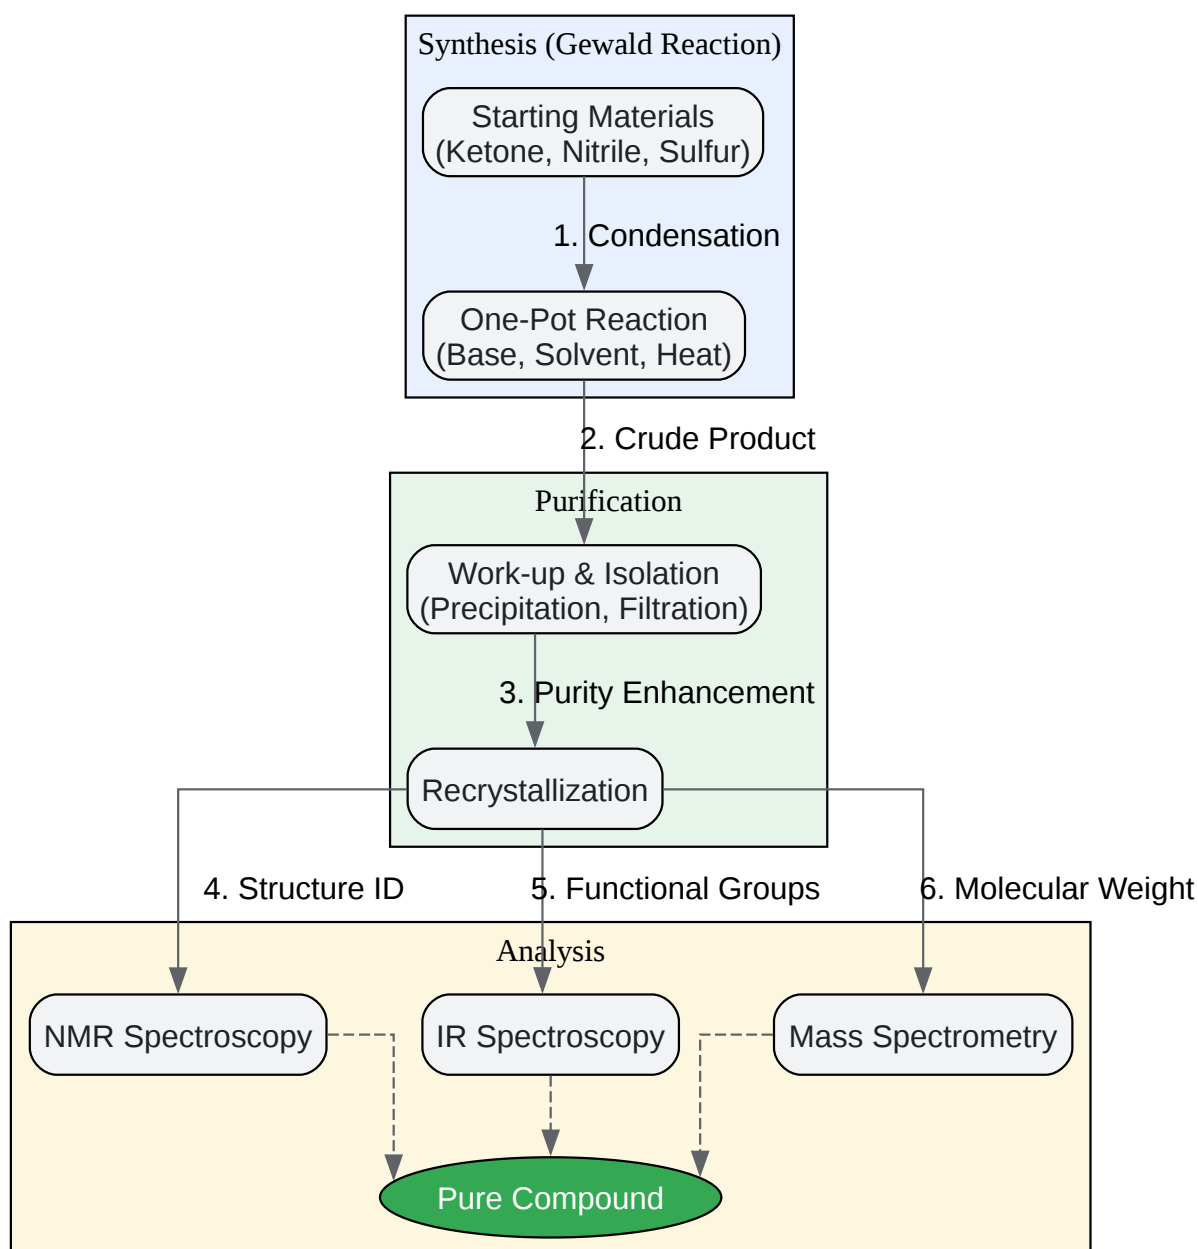 Synthesis (Gewald Reaction)
Starting Materials
(Ketone, Nitrile, Sulfur)
1. Condensation
One-Pot Reaction
(Base, Solvent, Heat)
2. Crude Product
Purification
Work-up & Isolation
(Precipitation, Filtration)
3. Purity Enhancement
Recrystallization
4. Structure ID
5. Functional Groups
6. Molecular Weight
Analysis
NMR Spectroscopy
IR Spectroscopy
Mass Spectrometry
Pure Compound